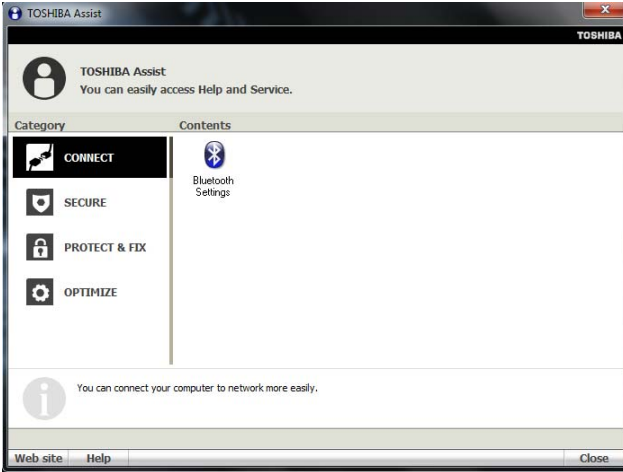 TOSHIBA Assist
TOSHIBA
TOSHIBA Assist
You can easily access Help and Service.
Category
Contents
CONNECT
SECURE
PROTECT & FIX
OPTIMIZE
Bluetooth
Settings
You can connect your computer to network more easily.
Web site
Help
Close